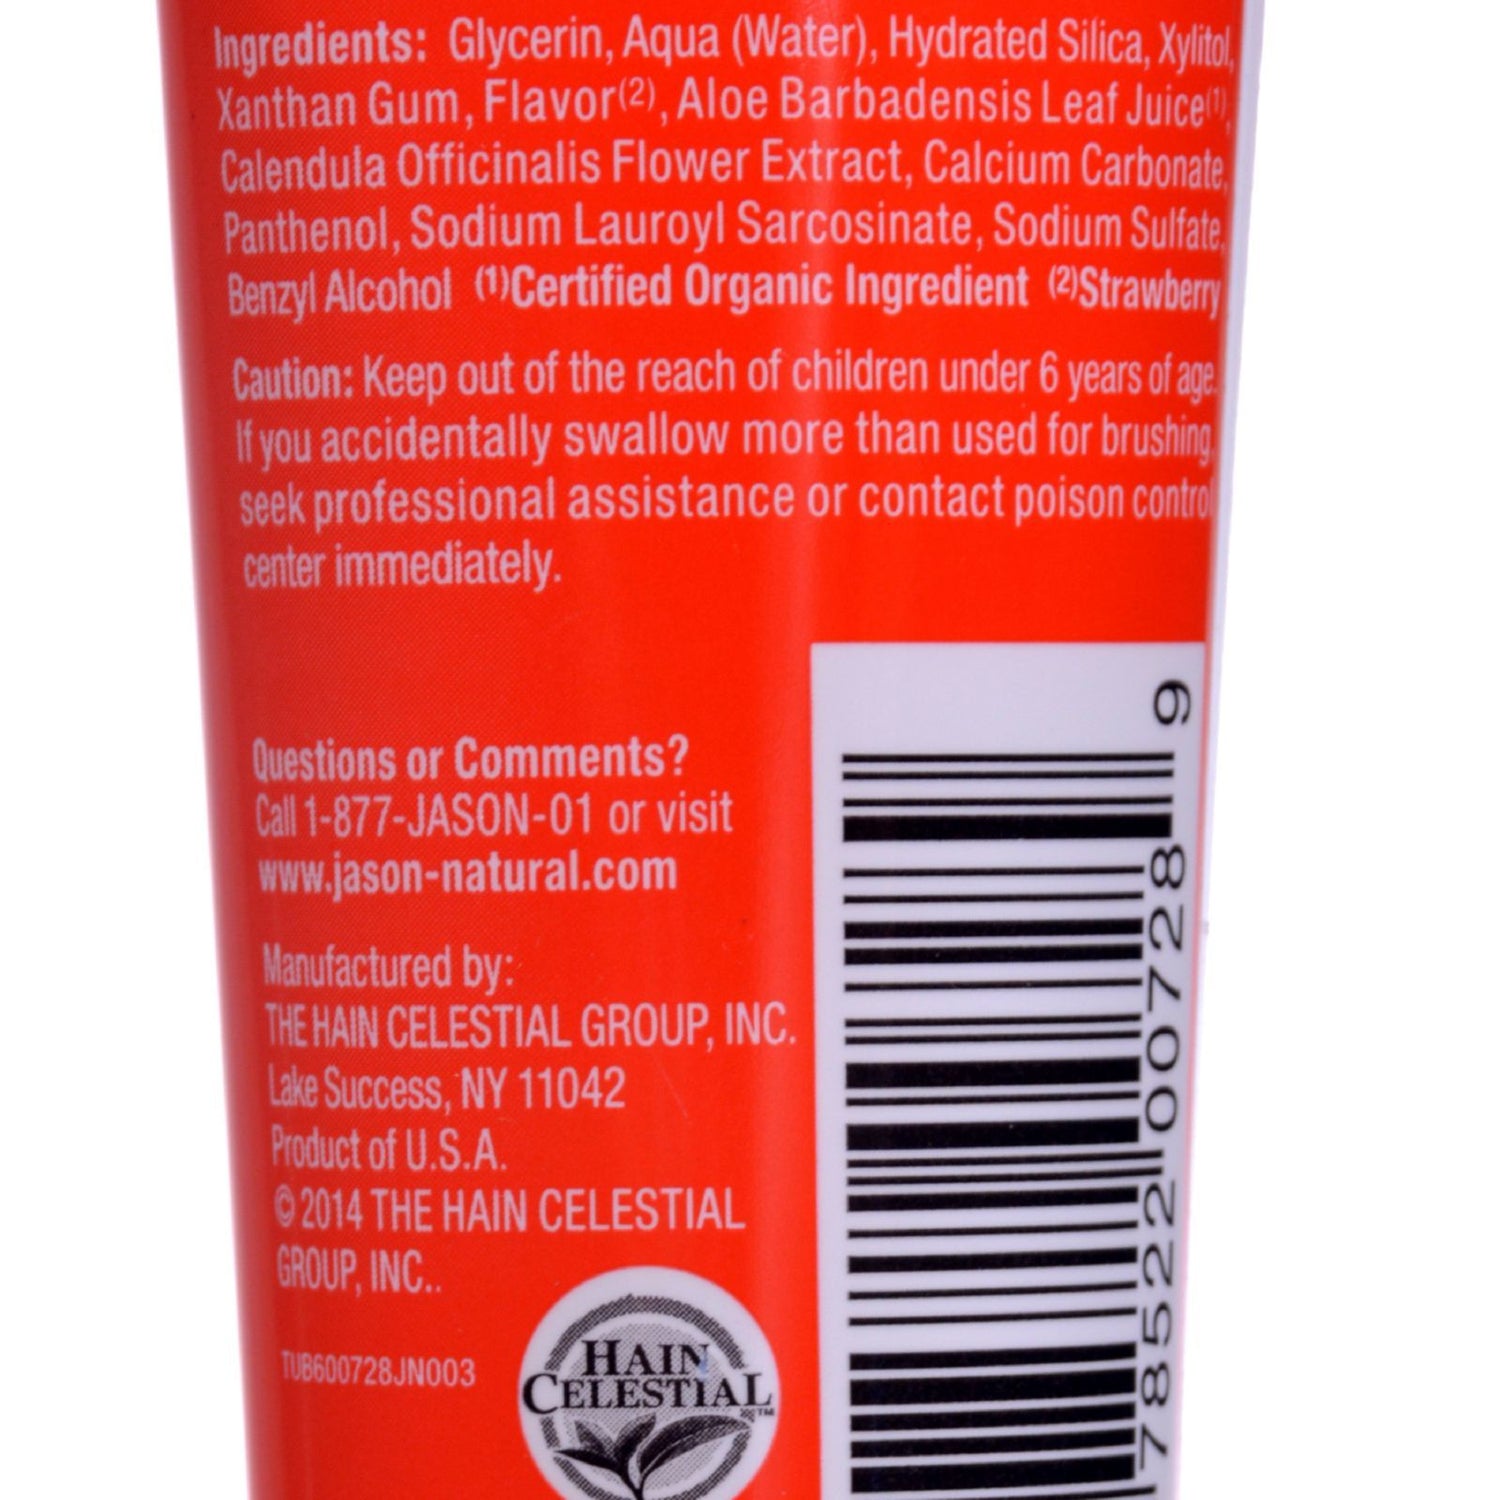 Ingredients: Glycerin, Aqua (Water), Hydrated Silica, Xylitol,
Xanthan Gum, Flavor(2), Aloe Barbadensis Leaf Juice(1),
Calendula Officinalis Flower Extract, Calcium Carbonate,
Panthenol, Sodium Lauroyl Sarcosinate, Sodium Sulfate,
Benzyl Alcohol (1)Certified Organic Ingredient (2)Strawberry
Caution: Keep out of the reach of children under 6 years of age.
If you accidentally swallow more than used for brushing,
seek professional assistance or contact poison control
center immediately.
Questions or Comments?
Call 1-877-JASON-01 or visit
www.jason-natural.com
Manufactured by:
THE HAIN CELESTIAL GROUP, INC.
Lake Success, NY 11042
Product of U.S.A.
© 2014 THE HAIN CELESTIAL
GROUP, INC..
TUB600728JN003
HAIN
CELESTIAL™
78522 00728 9